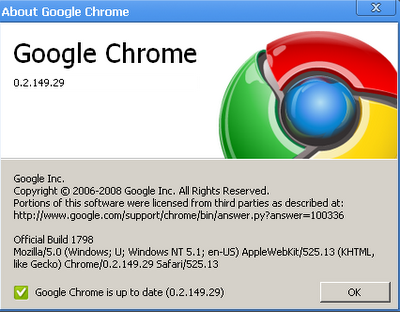 About Google Chrome
Google Chrome
0.2.149.29
Google Inc.
Copyright © 2006-2008 Google Inc. All Rights Reserved.
Portions of this software were licensed from third parties as described at:
http://www.google.com/support/chrome/bin/answer.py?answer=100336
Official Build 1798
Mozilla/5.0 (Windows; U; Windows NT 5.1; en-US) AppleWebKit/525.13 (KHTML,
like Gecko) Chrome/0.2.149.29 Safari/525.13
Google Chrome is up to date (0.2.149.29)
OK